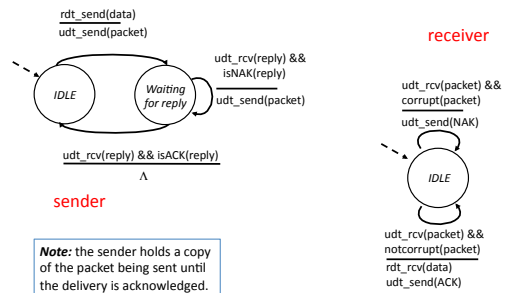 rdt_send(data)
udt_send(packet)
IDLE
Waiting
for reply
udt_rcv(reply) &&
isNAK(reply)
udt_send(packet)
udt_rcv(reply) && isACK(reply)
Λ
sender
Note: the sender holds a copy
of the packet being sent until
the delivery is acknowledged.
receiver
udt_rcv(packet) &&
corrupt(packet)
udt_send(NAK)
IDLE
udt_rcv(packet) &&
notcorrupt(packet)
rdt_rcv(data)
udt_send(ACK)